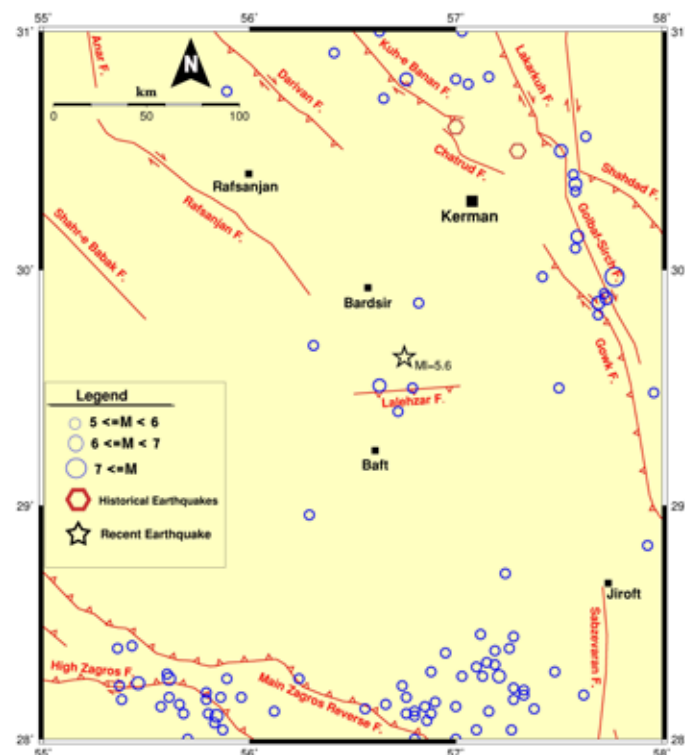 55' 56' 57' 58'
31' 31'
Anar F.
N
Darivan F.
Kuh-e Banan F.
Lakarkuh F.
km
0 50 100
Chatrud F.
Shahdad F.
Rafsanjan
Rafsanjan F.
Kerman
Golbaf-Sirch F.
Shahr-e Babak F.
30' 30'
Bardsir
Ml=5.6
Gowk F.
Lalehzar F.
Legend
5 <=M < 6
6 <=M < 7
7 <=M
Historical Earthquakes
Recent Earthquake
Baft
29' 29'
Jiroft
Sabzevaran F.
High Zagros F.
Main Zagros Reverse F.
28' 28'
55' 56' 57' 58'